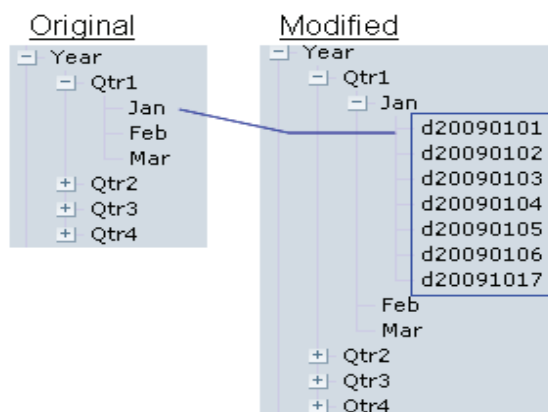 Original
Year
Qtr1
Jan
Feb
Mar
Qtr2
Qtr3
Qtr4
Modified
Year
Qtr1
Jan
d20090101
d20090102
d20090103
d20090104
d20090105
d20090106
d20091017
Feb
Mar
Qtr2
Qtr3
Qtr4